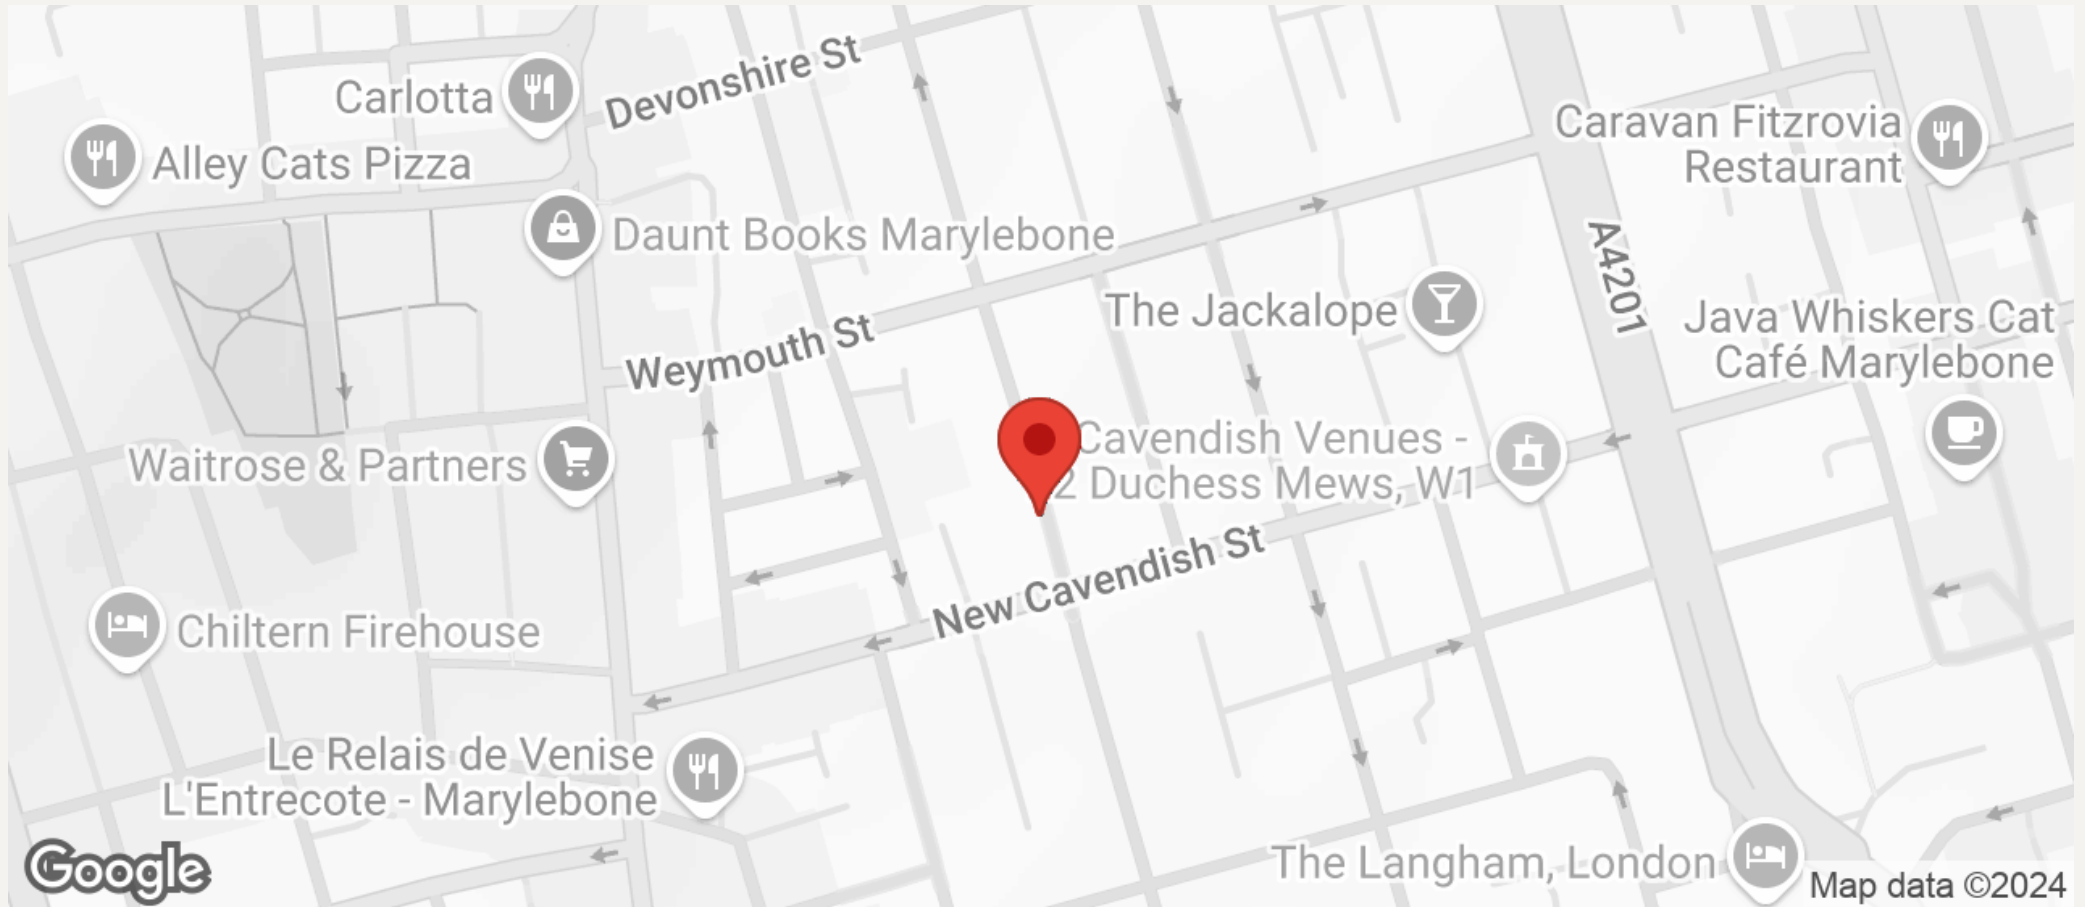 Devonshire St
Carlotta
Alley Cats Pizza
Caravan Fitzrovia
Restaurant
Daunt Books Marylebone
A4201
The Jackalope
Java Whiskers Cat
Café Marylebone
Weymouth St
Waitrose & Partners
Cavendish Venues -
2 Duchess Mews, W1
New Cavendish St
Chiltern Firehouse
Le Relais de Venise
L'Entrecote - Marylebone
The Langham, London
Google
Map data ©2024